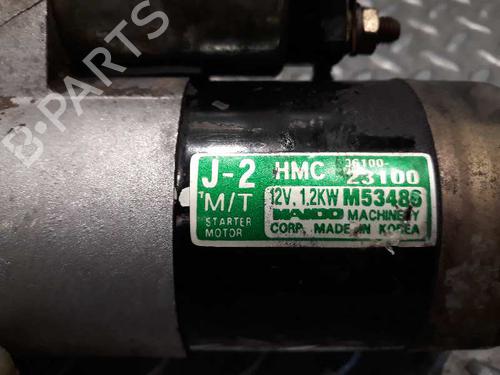 B-PARTS
J-2 HMC 36100-
23100
M/T 12V, 1.2KW M53486
STARTER MANDO MACHINERY
MOTOR CORP. MADE IN KOREA